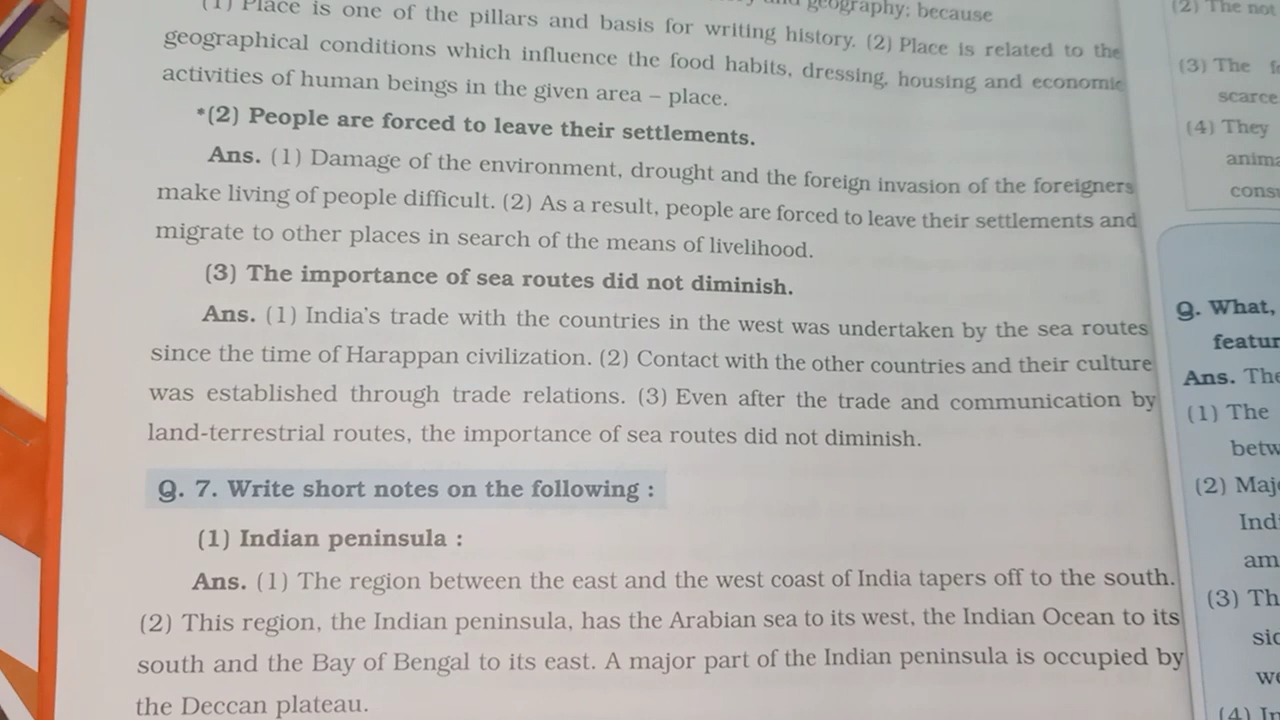 geography; because
(1) Place is one of the pillars and basis for writing history. (2) Place is related to the
geographical conditions which influence the food habits, dressing, housing and economic
activities of human beings in the given area – place.
*(2) People are forced to leave their settlements.
Ans. (1) Damage of the environment, drought and the foreign invasion of the foreigners
make living of people difficult. (2) As a result, people are forced to leave their settlements and
migrate to other places in search of the means of livelihood.
(3) The importance of sea routes did not diminish.
Ans. (1) India's trade with the countries in the west was undertaken by the sea routes
since the time of Harappan civilization. (2) Contact with the other countries and their culture
was established through trade relations. (3) Even after the trade and communication by
land-terrestrial routes, the importance of sea routes did not diminish.
Q. 7. Write short notes on the following :
(1) Indian peninsula :
Ans. (1) The region between the east and the west coast of India tapers off to the south.
(2) This region, the Indian peninsula, has the Arabian sea to its west, the Indian Ocean to its
south and the Bay of Bengal to its east. A major part of the Indian peninsula is occupied by
the Deccan plateau.
(2) The not
(3) The
scarce
(4) They
anima
cons
Q. What,
featur
Ans. The
(1) The
betw
(2) Maj
Ind
am
(3) Th
sid
we
(4) In